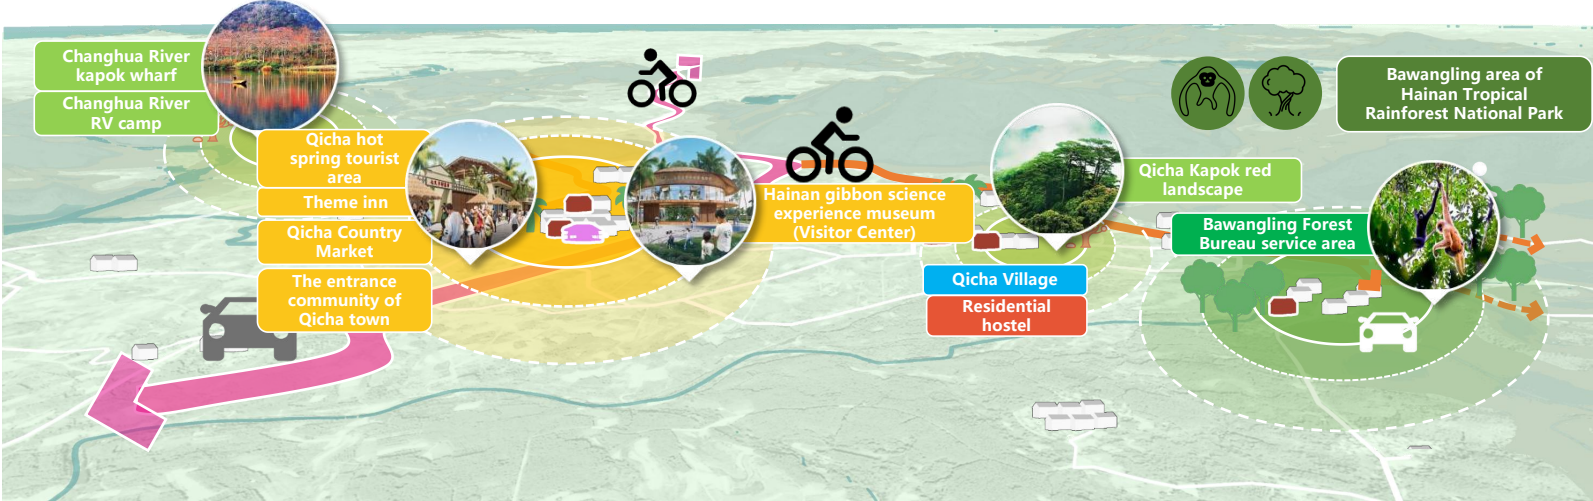 Changhua River
kapok wharf
Changhua River
RV camp
Qicha hot
spring tourist
area
Theme inn
Qicha Country
Market
The entrance
community of
Qicha town
Hainan gibbon science
experience museum
(Visitor Center)
Qicha Village
Residential
hostel
Qicha Kapok red
landscape
Bawangling Forest
Bureau service area
Bawangling area of
Hainan Tropical
Rainforest National Park